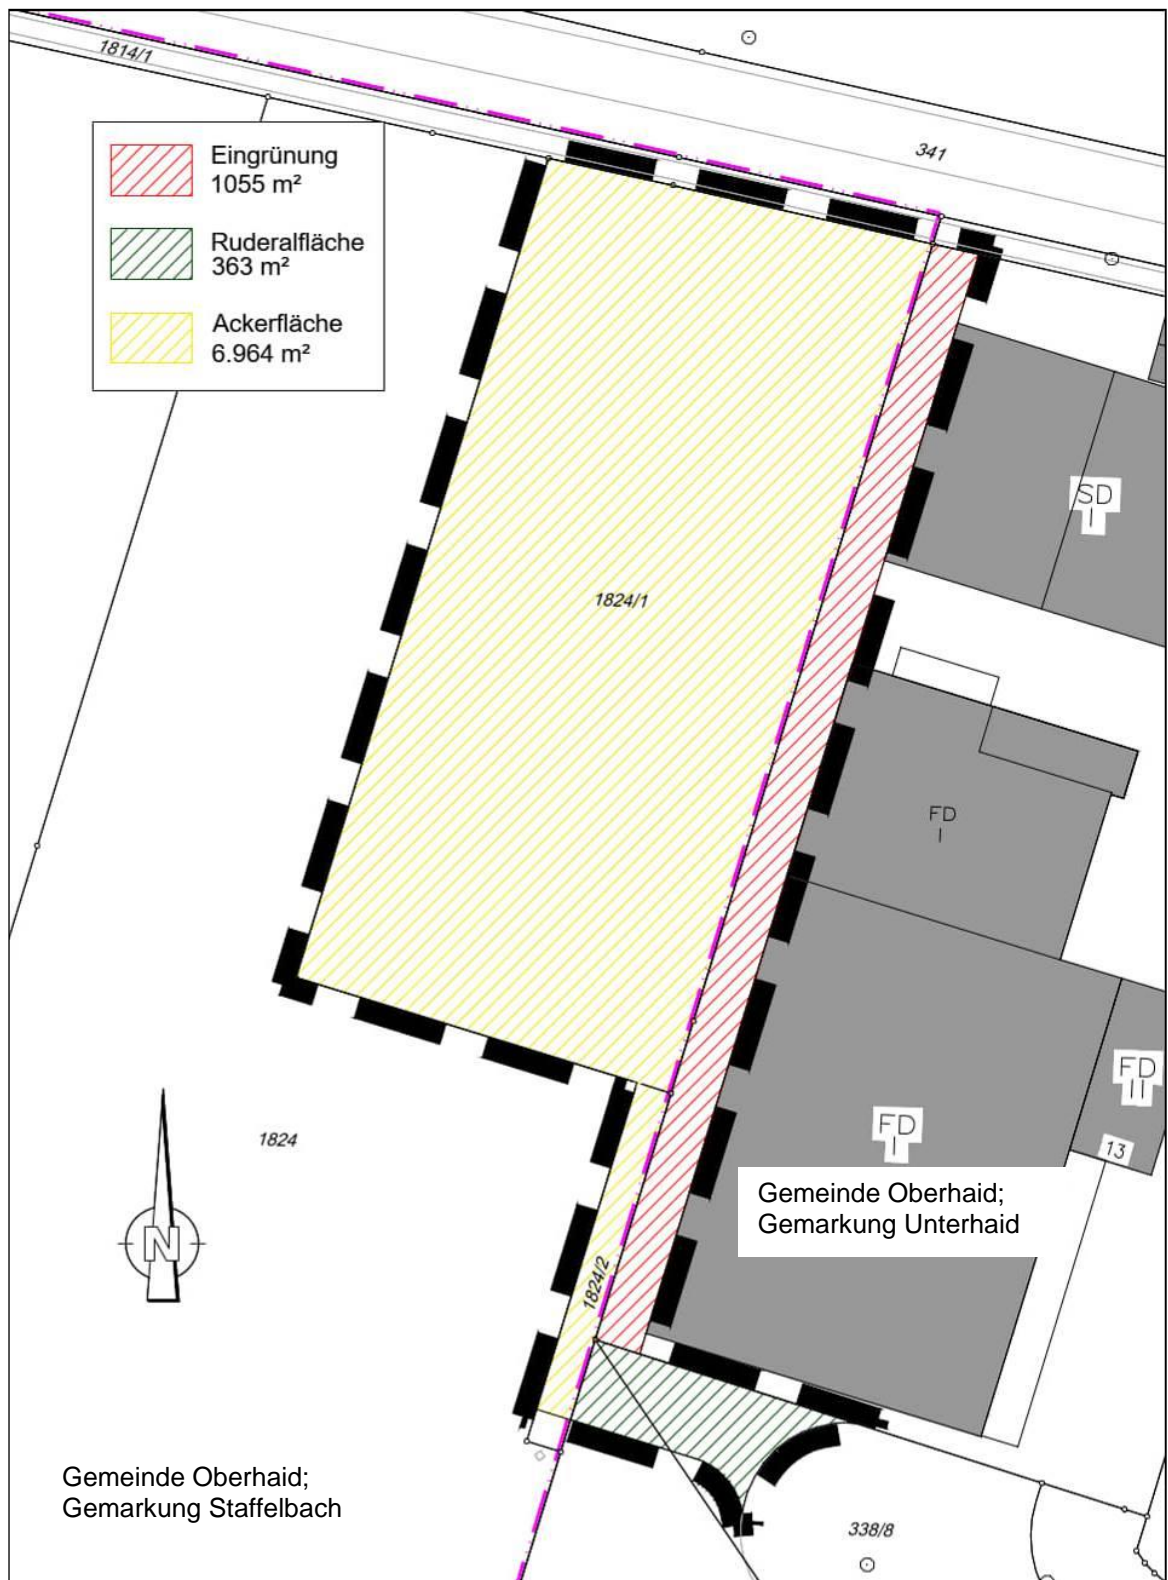 1814/1
341
Eingrünung
1055 m²
Ruderalfläche
363 m²
Ackerfläche
6.964 m²
SD
I
1824/1
FD
I
FD
II
1824
FD
I
13
Gemeinde Oberhaid;
Gemarkung Unterhaid
N
1824/2
Gemeinde Oberhaid;
Gemarkung Staffelbach
338/8